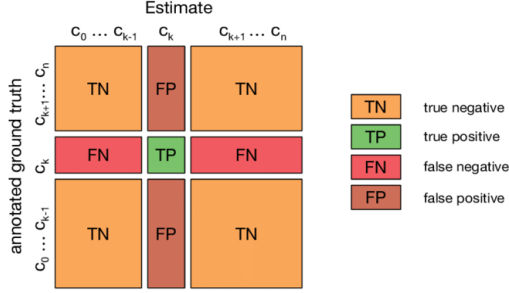 Estimate
c0 ... ck-1 ck ck+1 ... cn
annotated ground truth
ck+1... cn
ck
c0 ... ck-1
TN FP TN
FN TP FN
TN FP TN
TN true negative
TP true positive
FN false negative
FP false positive